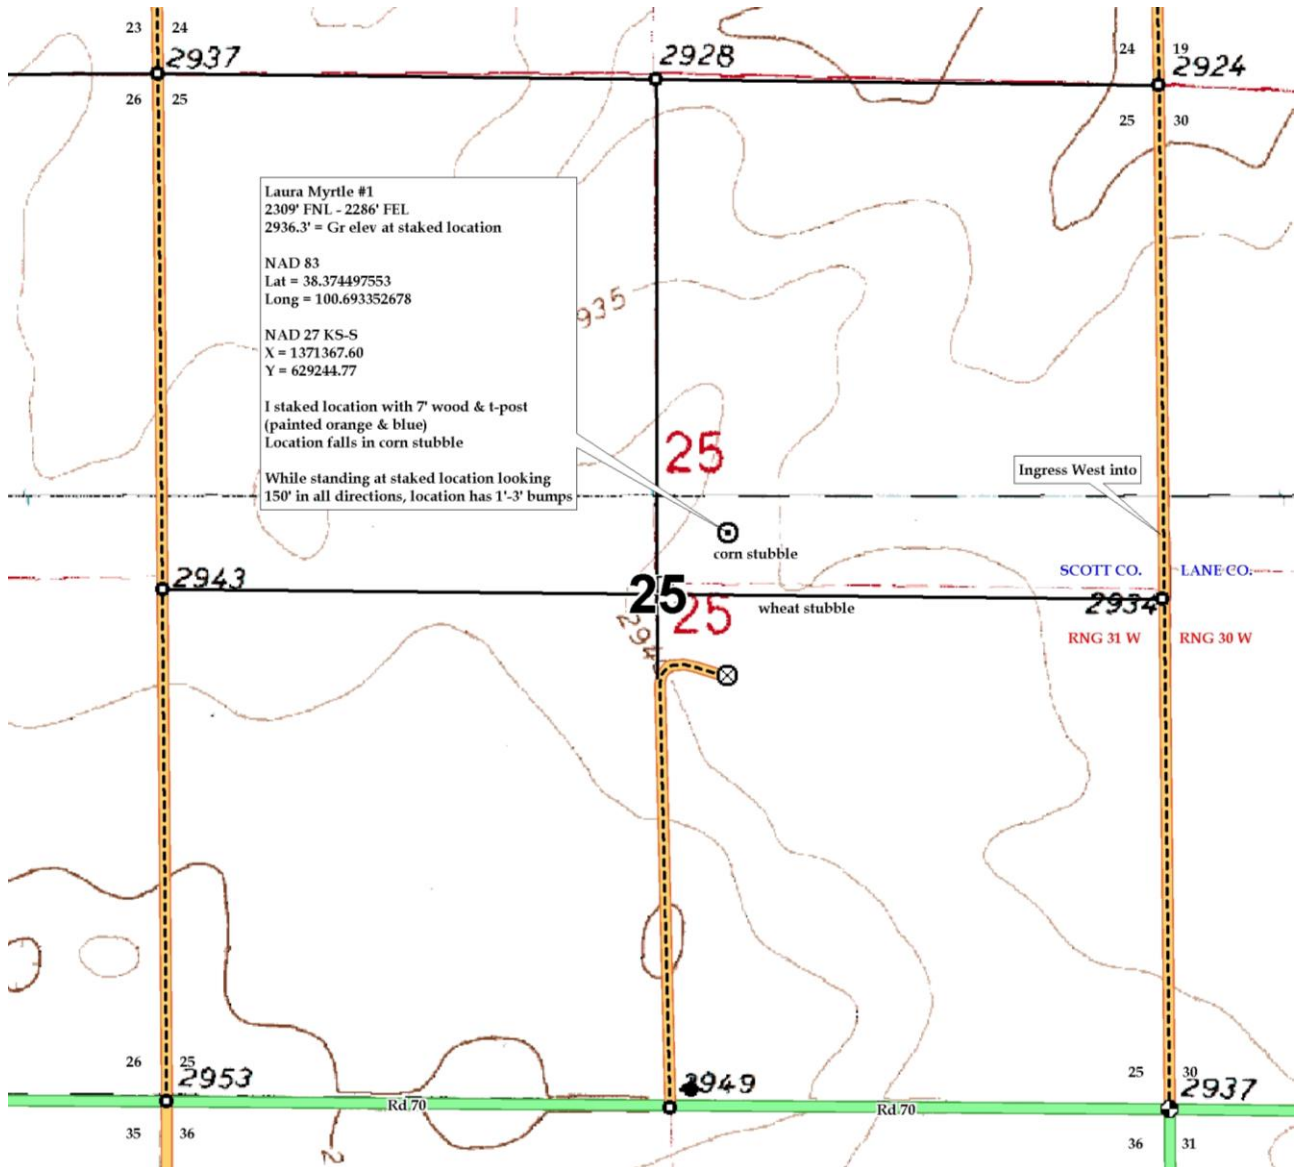 23 24
24 19
2937
2928
2924
26 25
25 30
Laura Myrtle #1
2309' FNL - 2286' FEL
2936.3' = Gr elev at staked location
NAD 83
Lat = 38.374497553
Long = 100.693352678
NAD 27 KS-S
X = 1371367.60
Y = 629244.77
I staked location with 7' wood & t-post
(painted orange & blue)
Location falls in corn stubble
While standing at staked location looking
150' in all directions, location has 1'-3' bumps
935
25
Ingress West into
corn stubble
SCOTT CO. LANE CO.
2943
25
wheat stubble
2934
25
294
RNG 31 W RNG 30 W
26 25
25 30
2953
2949
2937
Rd 70
Rd 70
35 36
36 31
2